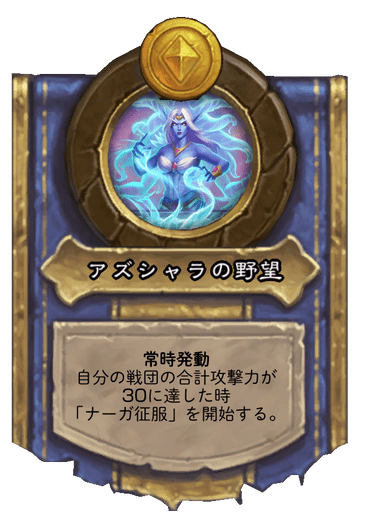 アズシャラの野望
常時発動
自分の戦団の合計攻撃力が
30に達した時
「ナーガ征服」を開始する。